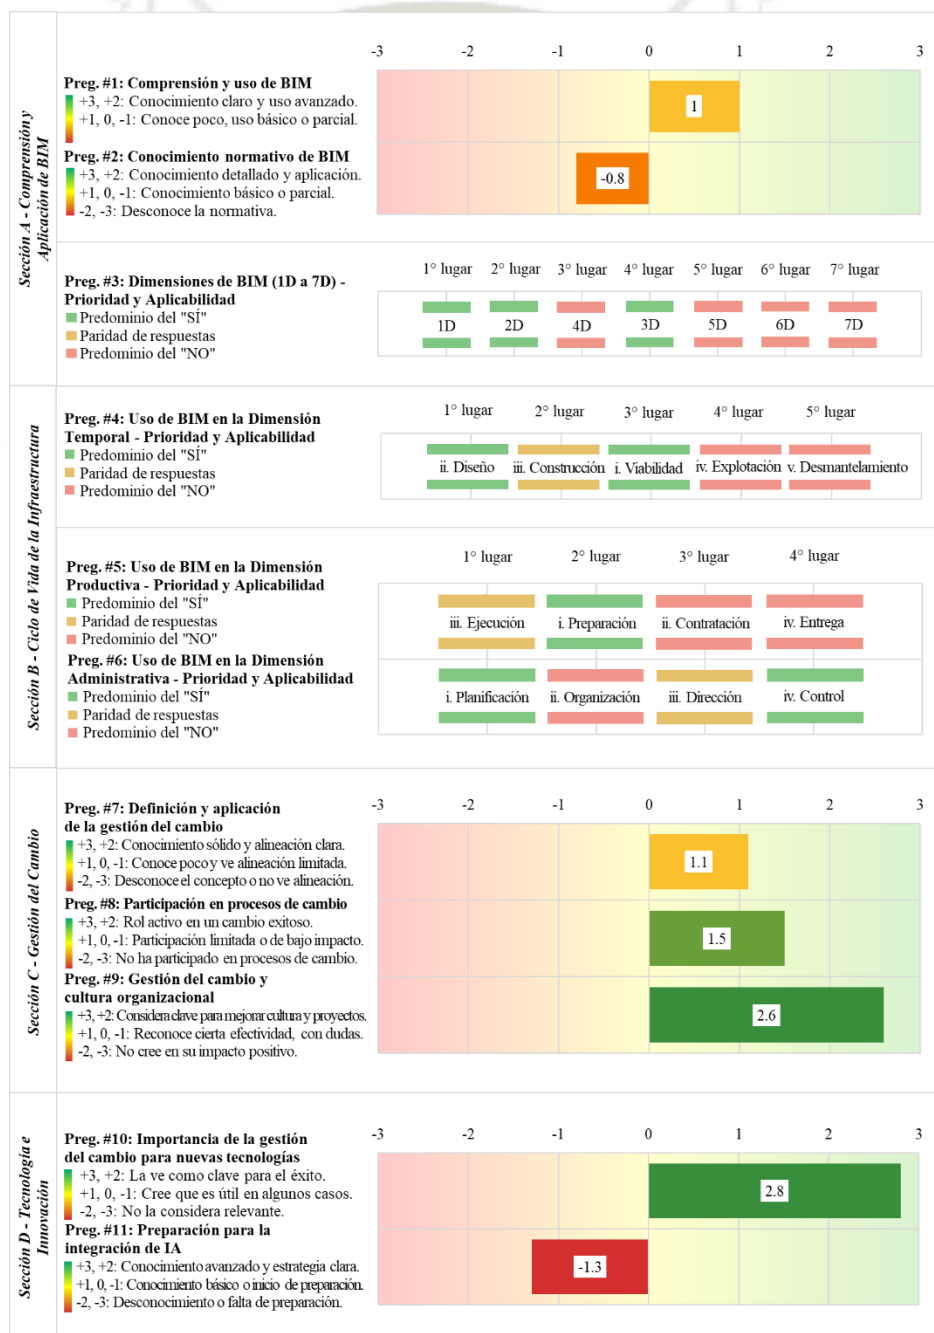 Sección A - Comprensión y
Aplicación de BIM
-3 -2 -1 0 1 2 3
Preg. #1: Comprensión y uso de BIM
+3, +2: Conocimiento claro y uso avanzado.
+1, 0, -1: Conoce poco, uso básico o parcial.
1
Preg. #2: Conocimiento normativo de BIM
+3, +2: Conocimiento detallado y aplicación.
+1, 0, -1: Conocimiento básico o parcial.
-2, -3: Desconoce la normativa.
-0.8
Preg. #3: Dimensiones de BIM (1D a 7D) -
Prioridad y Aplicabilidad
Predominio del "SÍ"
Paridad de respuestas
Predominio del "NO"
1° lugar 2° lugar 3° lugar 4° lugar 5° lugar 6° lugar 7° lugar
1D 2D 4D 3D 5D 6D 7D
Sección B - Ciclo de Vida de la Infraestructura
Preg. #4: Uso de BIM en la Dimensión
Temporal - Prioridad y Aplicabilidad
Predominio del "SÍ"
Paridad de respuestas
Predominio del "NO"
1° lugar 2° lugar 3° lugar 4° lugar 5° lugar
ii. Diseño iii. Construcción i. Viabilidad iv. Explotación v. Desmantelamiento
Preg. #5: Uso de BIM en la Dimensión
Productiva - Prioridad y Aplicabilidad
Predominio del "SÍ"
Paridad de respuestas
Predominio del "NO"
1° lugar 2° lugar 3° lugar 4° lugar
iii. Ejecución i. Preparación ii. Contratación iv. Entrega
Preg. #6: Uso de BIM en la Dimensión
Administrativa - Prioridad y Aplicabilidad
Predominio del "SÍ"
Paridad de respuestas
Predominio del "NO"
i. Planificación ii. Organización iii. Dirección iv. Control
Sección C - Gestión del Cambio
-3 -2 -1 0 1 2 3
Preg. #7: Definición y aplicación
de la gestión del cambio
+3, +2: Conocimiento sólido y alineación clara.
+1, 0, -1: Conoce poco y ve alineación limitada.
-2, -3: Desconoce el concepto o no ve alineación.
1.1
Preg. #8: Participación en procesos de cambio
+3, +2: Rol activo en un cambio exitoso.
+1, 0, -1: Participación limitada o de bajo impacto.
-2, -3: No ha participado en procesos de cambio.
1.5
Preg. #9: Gestión del cambio y
cultura organizacional
+3, +2: Considera clave para mejorar cultura y proyectos.
+1, 0, -1: Reconoce cierta efectividad, con dudas.
-2, -3: No cree en su impacto positivo.
2.6
Sección D - Tecnología e
Innovación
-3 -2 -1 0 1 2 3
Preg. #10: Importancia de la gestión
del cambio para nuevas tecnologías
+3, +2: La ve como clave para el éxito.
+1, 0, -1: Cree que es útil en algunos casos.
-2, -3: No la considera relevante.
2.8
Preg. #11: Preparación para la
integración de IA
+3, +2: Conocimiento avanzado y estrategia clara.
+1, 0, -1: Conocimiento básico o inicio de preparación.
-2, -3: Desconocimiento o falta de preparación.
-1.3